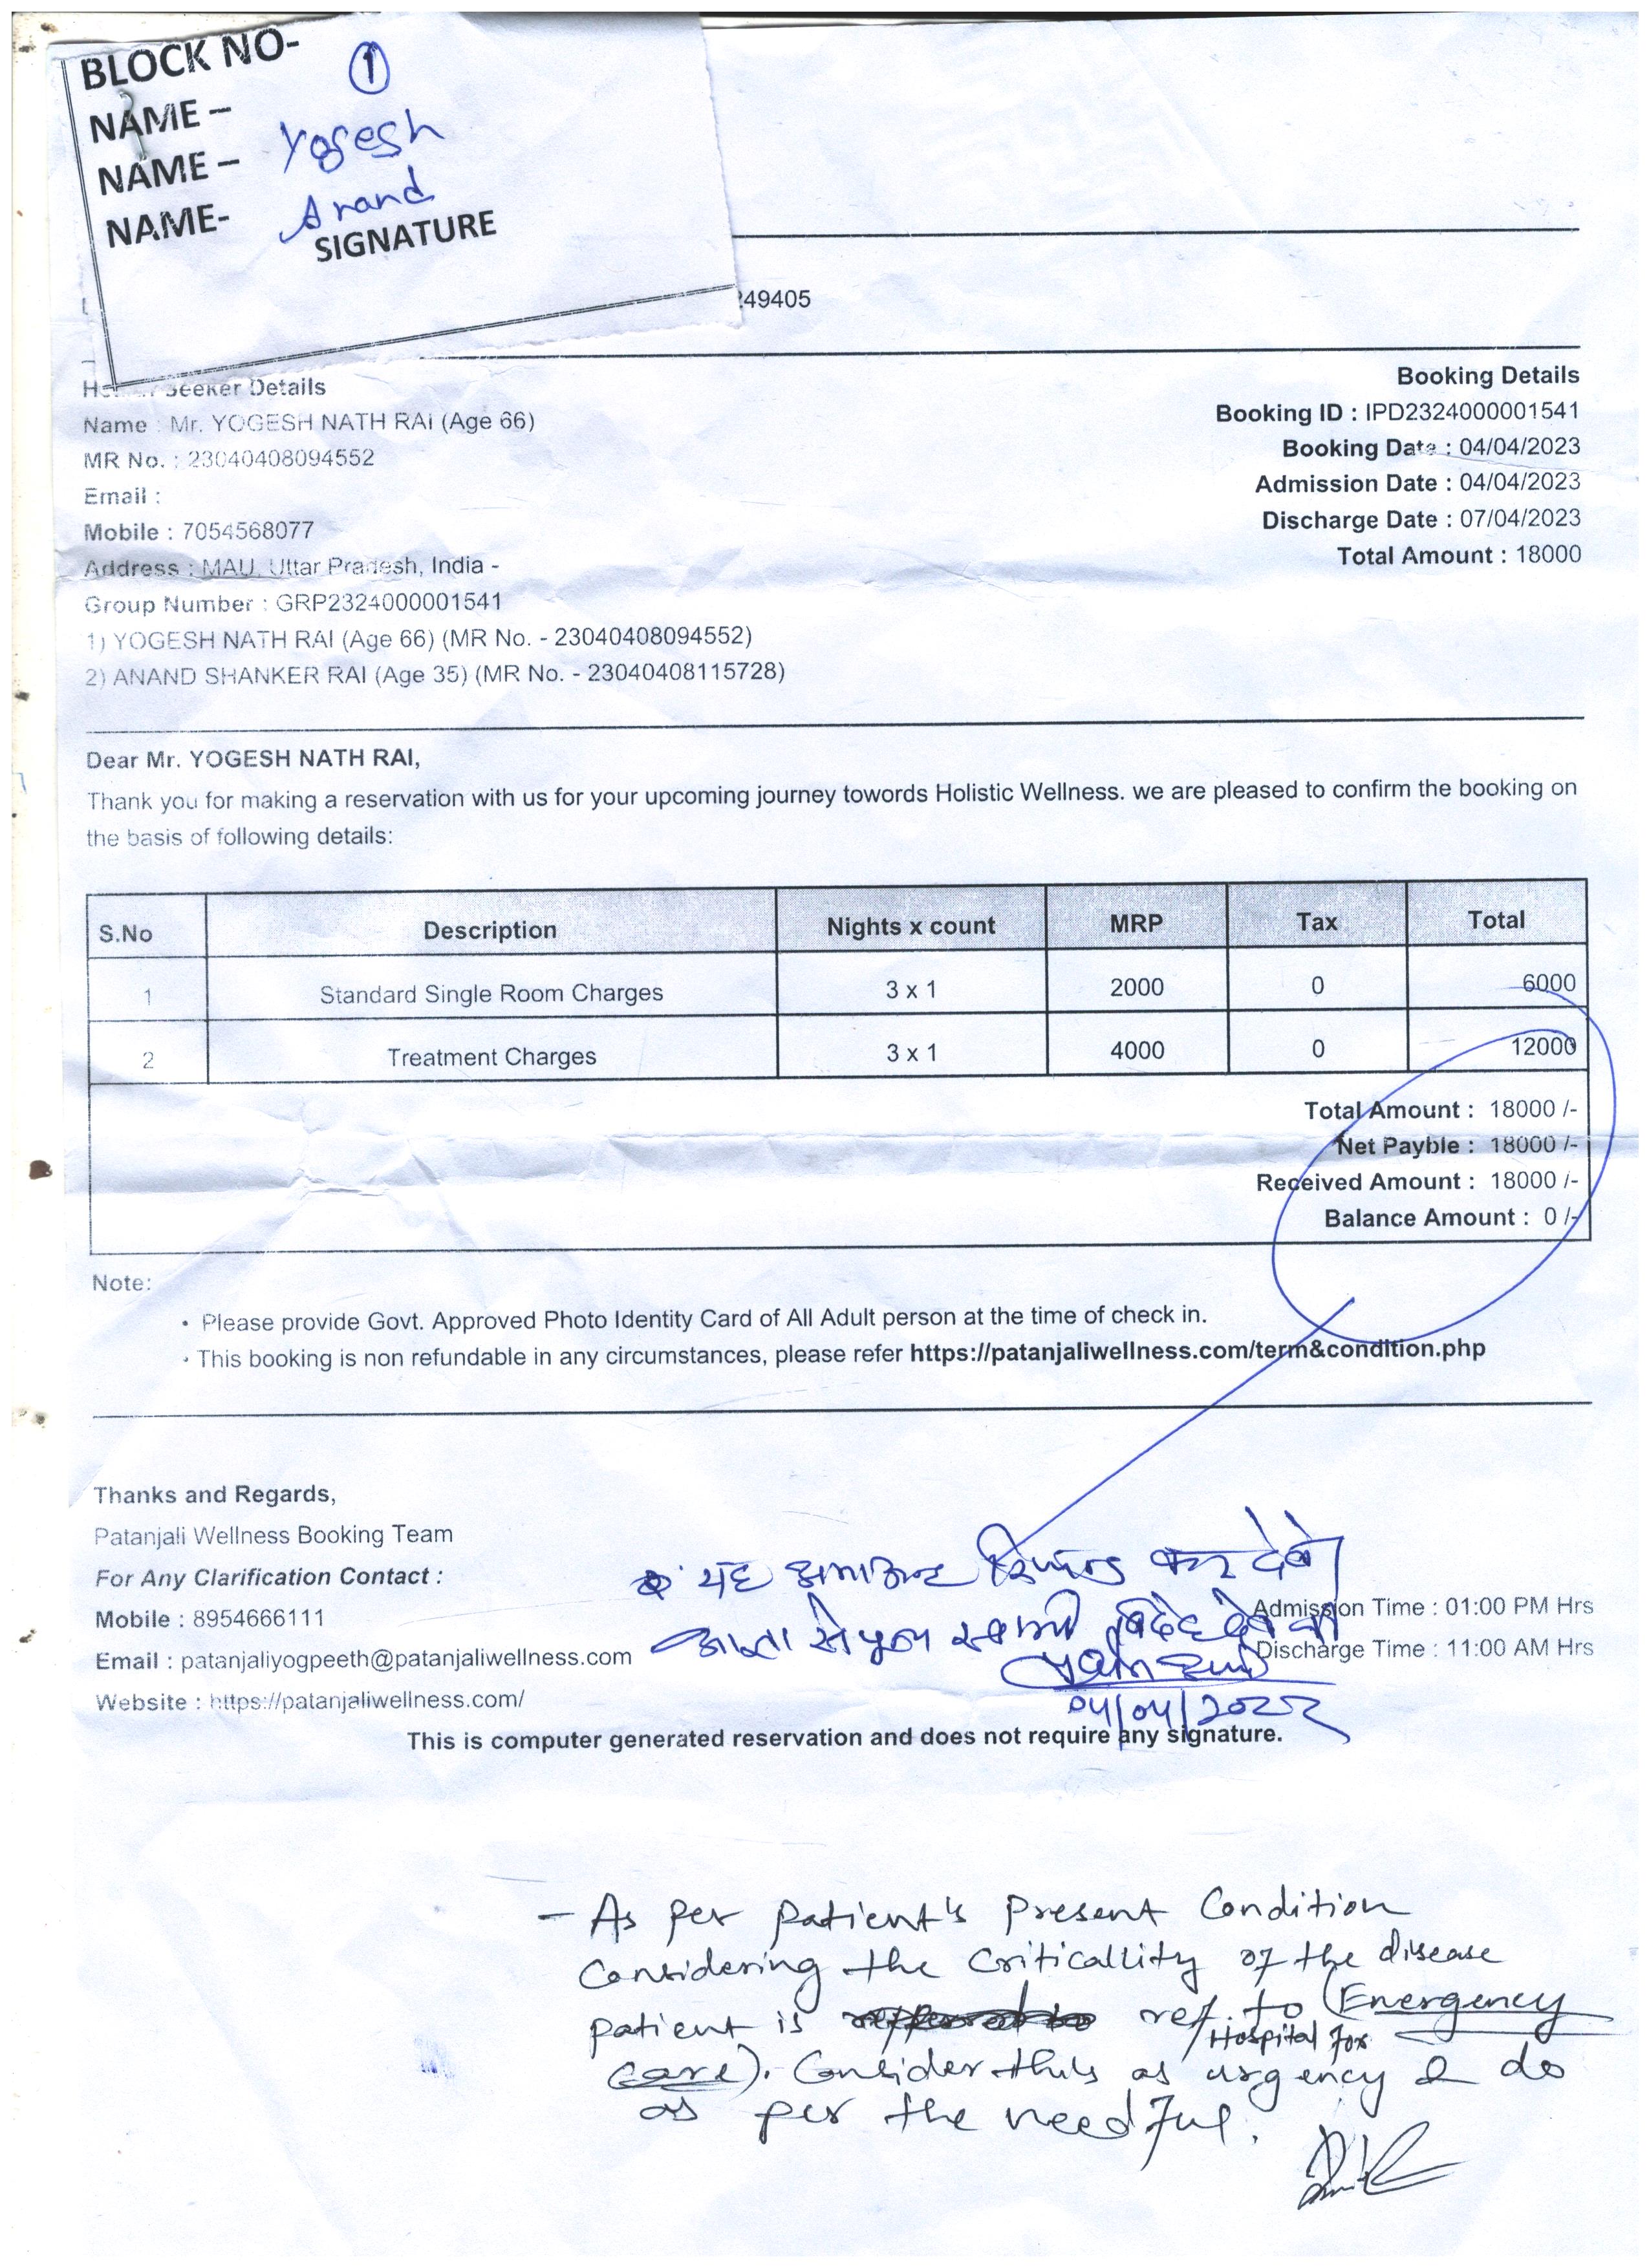 BLOCK NO-
①
NAME –
NAME – Yogesh
NAME- Anand
SIGNATURE
249405
Seeker Details
Name : Mr. YOGESH NATH RAI (Age 66)
MR No. : 23040408094552
Email :
Mobile : 7054568077
Address : MAU, Uttar Pradesh, India -
Group Number : GRP2324000001541
1) YOGESH NATH RAI (Age 66) (MR No. - 23040408094552)
2) ANAND SHANKER RAI (Age 35) (MR No. - 23040408115728)
Booking Details
Booking ID : IPD2324000001541
Booking Date : 04/04/2023
Admission Date : 04/04/2023
Discharge Date : 07/04/2023
Total Amount : 18000
Dear Mr. YOGESH NATH RAI,
Thank you for making a reservation with us for your upcoming journey towords Holistic Wellness. we are pleased to confirm the booking on
the basis of following details:
S.No Description Nights x count MRP Tax Total
1 Standard Single Room Charges 3 x 1 2000 0 6000
2 Treatment Charges 3 x 1 4000 0 12000
Total Amount : 18000 /-
Net Payble : 18000 /-
Received Amount : 18000 /-
Balance Amount : 0 /-
Note:
• Please provide Govt. Approved Photo Identity Card of All Adult person at the time of check in.
• This booking is non refundable in any circumstances, please refer https://patanjaliwellness.com/term&condition.php
Thanks and Regards,
Patanjali Wellness Booking Team
For Any Clarification Contact :
Mobile : 8954666111
Email : patanjaliyogpeeth@patanjaliwellness.com
Website : https://patanjaliwellness.com/
यह अमाउन्ट रिफण्ड कर देवें
स्वामी विदेह देव जी
Admission Time : 01:00 PM Hrs
Discharge Time : 11:00 AM Hrs
This is computer generated reservation and does not require any signature.
- As per patient's present Condition
Considering the Criticallity of the disease
patient is ref. to (Emergency
Hospital for
Care). Consider this as urgency & do
as per the needful.